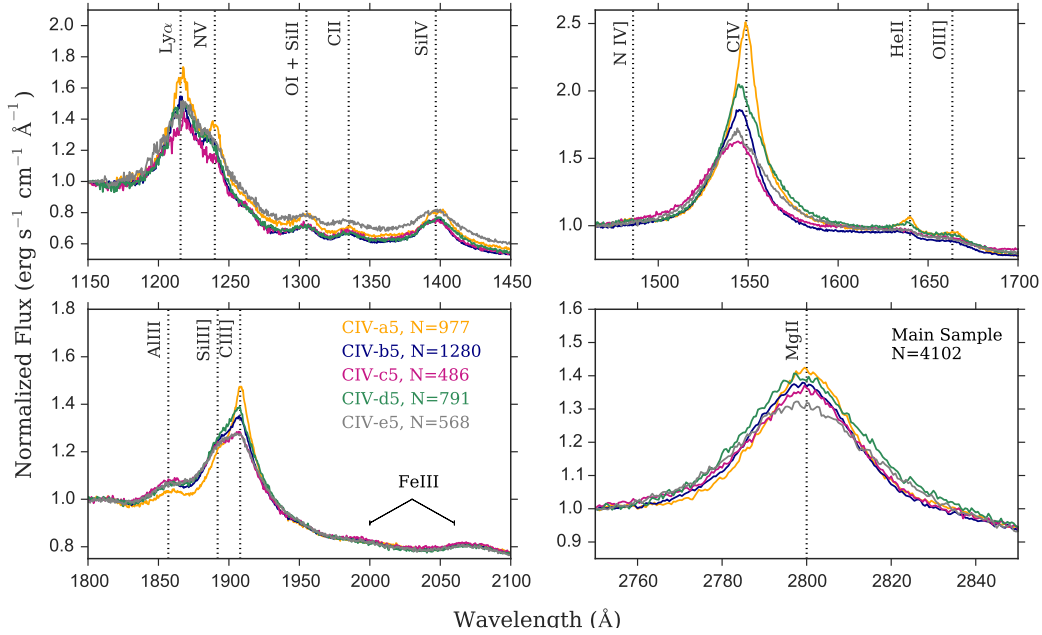 Normalized Flux (erg s⁻¹ cm⁻¹ Å⁻¹)
2.0
1.8
1.6
1.4
1.2
1.0
0.8
0.6
Lyα
NV
OI + SiII
CII
SiIV
1150 1200 1250 1300 1350 1400 1450
2.5
2.0
1.5
1.0
N IV]
CIV
HeII
OIII]
1500 1550 1600 1650 1700
1.8
1.6
1.4
1.2
1.0
0.8
AlIII
SiIII]
CIII]
CIV-a5, N=977
CIV-b5, N=1280
CIV-c5, N=486
CIV-d5, N=791
CIV-e5, N=568
FeIII
1800 1850 1900 1950 2000 2050 2100
1.6
1.5
1.4
1.3
1.2
1.1
1.0
0.9
MgII
Main Sample
N=4102
2760 2780 2800 2820 2840
Wavelength (Å)